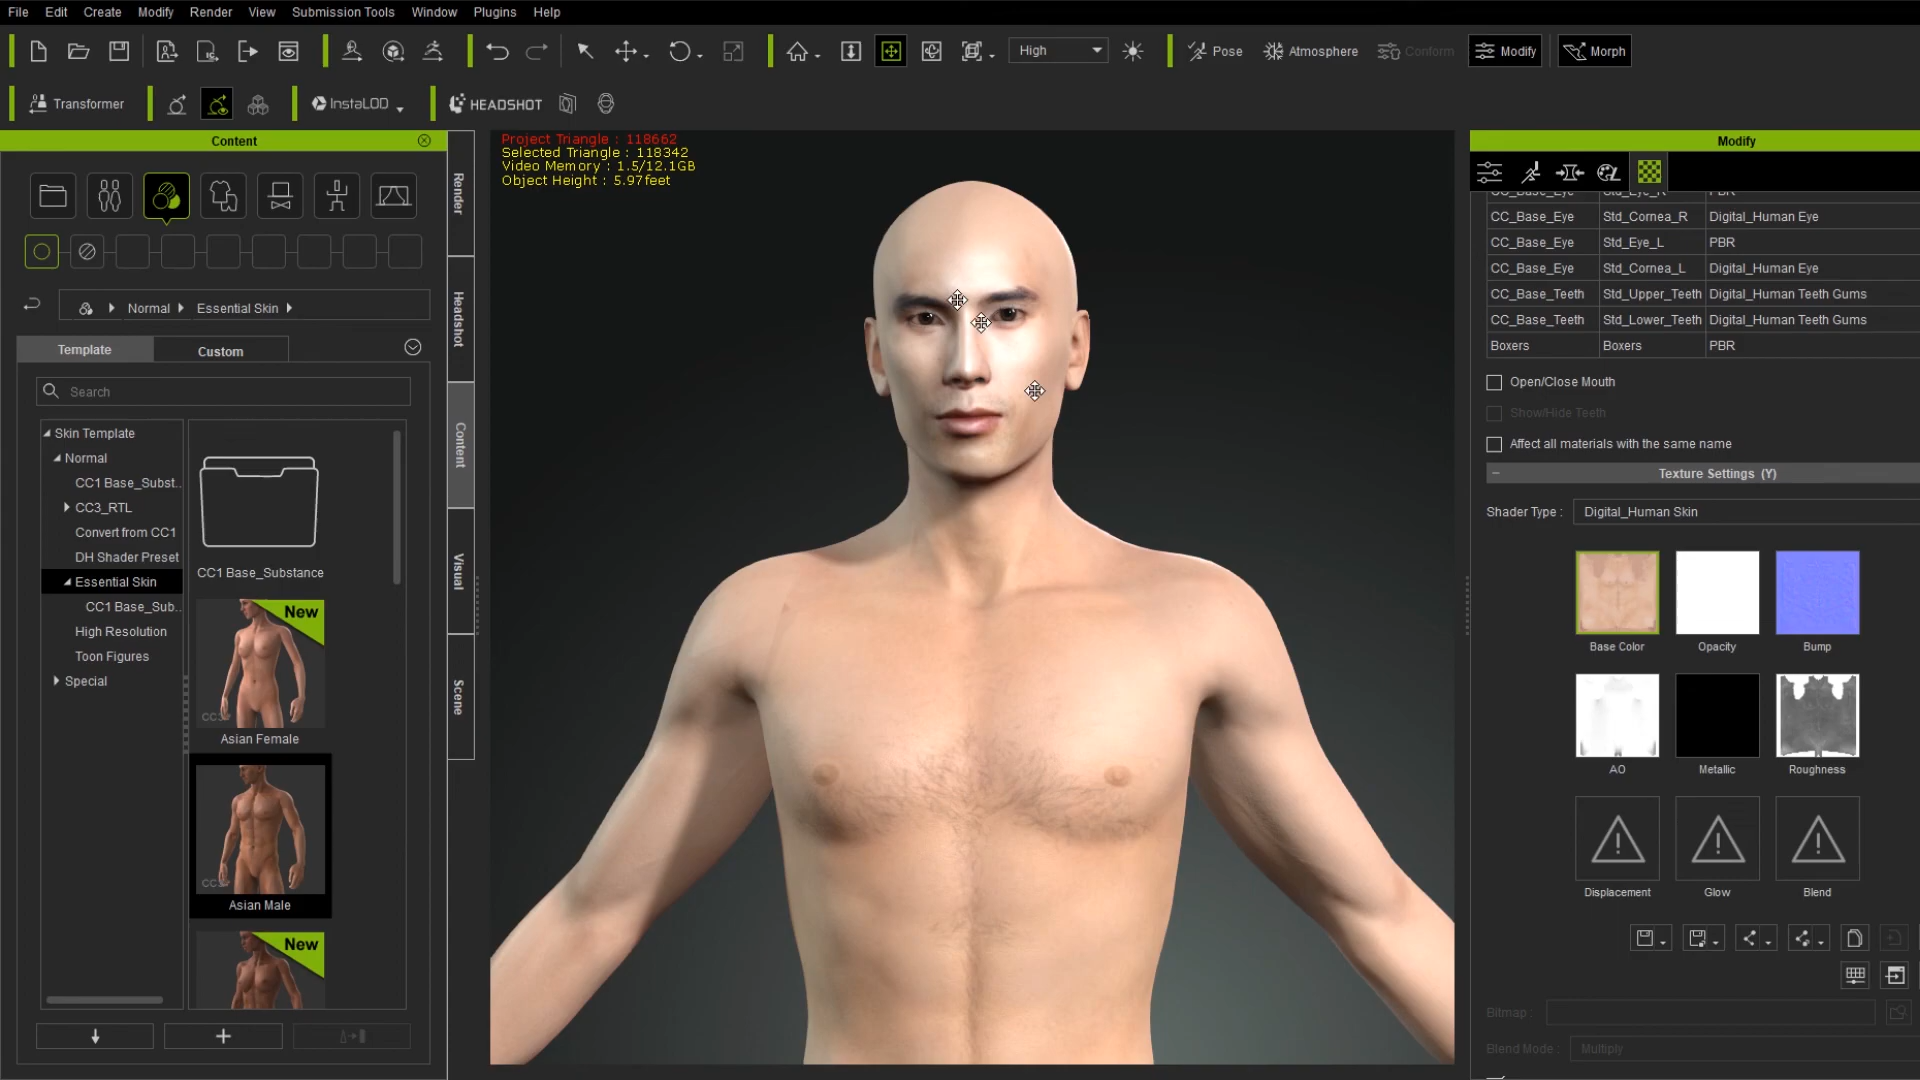 File Edit Create Modify Render View Submission Tools Window Plugins Help
High Pose Atmosphere Conform Modify Morph
Transformer InstaLOD HEADSHOT
Content
Normal Essential Skin
Template Custom
Search
Skin Template
Normal
CC1 Base_Subst..
CC3_RTL
Convert from CC1
DH Shader Preset
Essential Skin
CC1 Base_Sub..
High Resolution
Toon Figures
Special
CC1 Base_Substance
New
Asian Female
Asian Male
New
Render
Headshot
Content
Visual
Scene
Project Triangle : 118662
Selected Triangle : 118342
Video Memory : 1.5/12.1GB
Object Height : 5.97feet
Modify
CC_Base_Eye Std_Eye_R PBR
CC_Base_Eye Std_Cornea_R Digital_Human Eye
CC_Base_Eye Std_Eye_L PBR
CC_Base_Eye Std_Cornea_L Digital_Human Eye
CC_Base_Teeth Std_Upper_Teeth Digital_Human Teeth Gums
CC_Base_Teeth Std_Lower_Teeth Digital_Human Teeth Gums
Boxers Boxers PBR
Open/Close Mouth
Show/Hide Teeth
Affect all materials with the same name
Texture Settings (Y)
Shader Type : Digital_Human Skin
Base Color Opacity Bump
AO Metallic Roughness
Displacement Glow Blend
Bitmap :
Blend Mode : Multiply